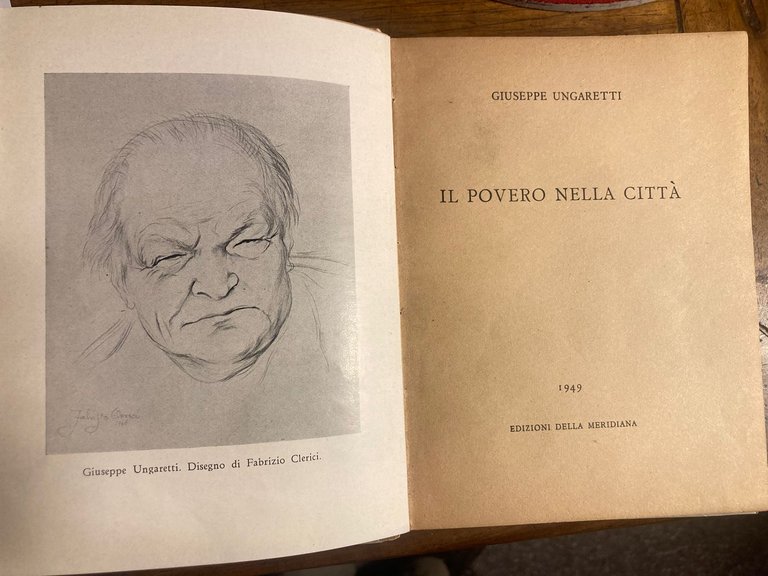 Giuseppe Ungaretti. Disegno di Fabrizio Clerici.
GIUSEPPE UNGARETTI
IL POVERO NELLA CITTÀ
1949
EDIZIONI DELLA MERIDIANA